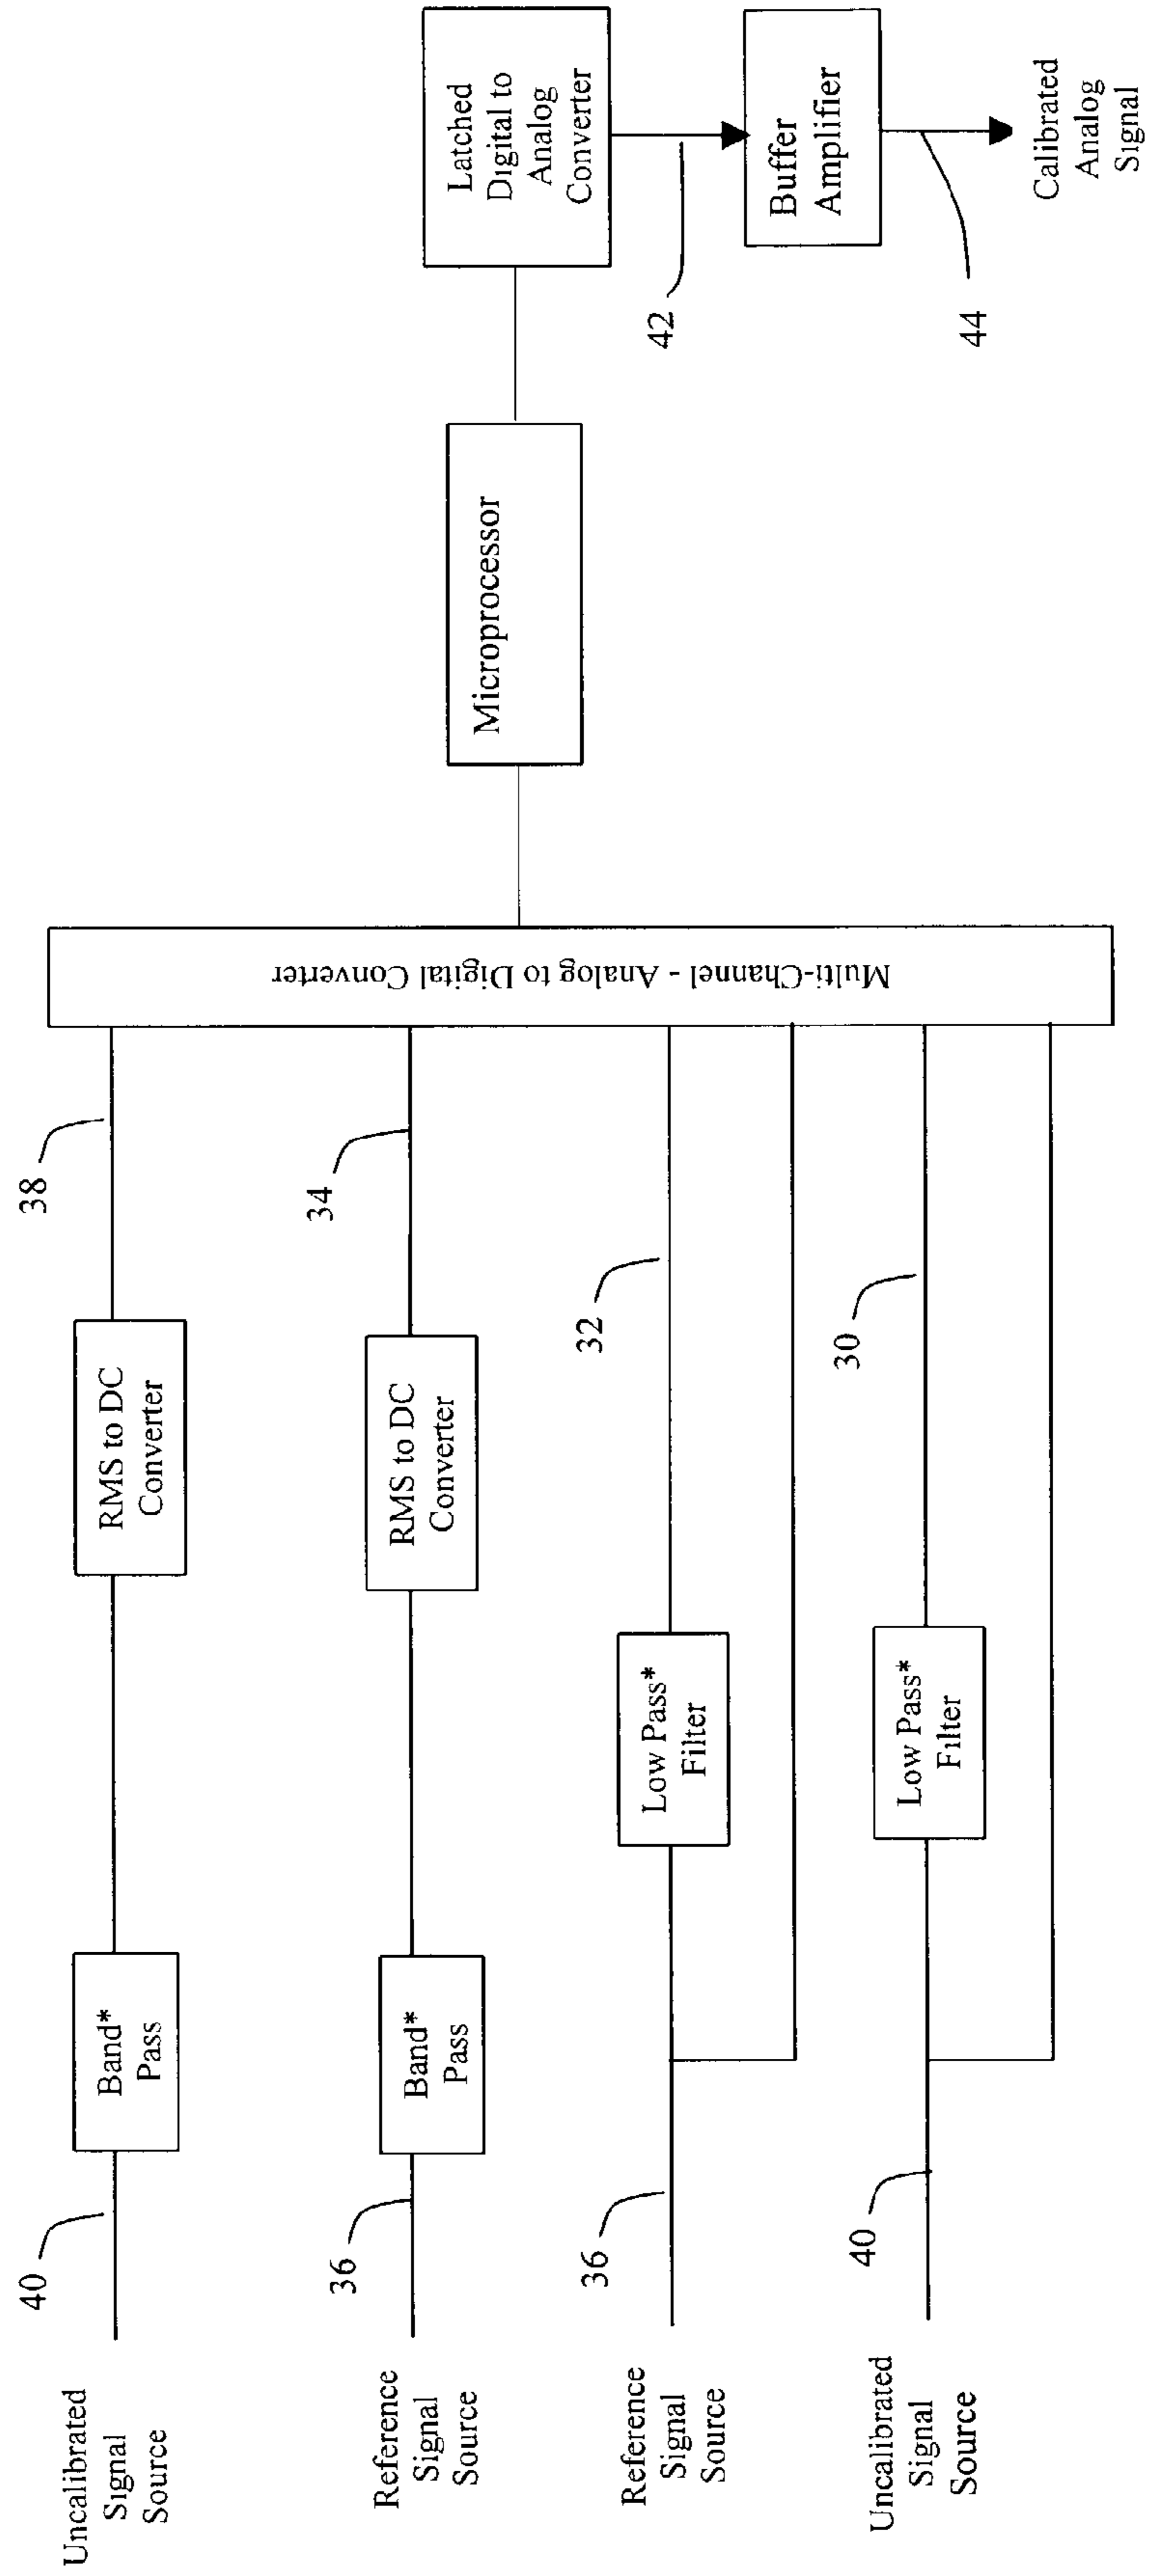 Uncalibrated
Signal
Source
40
Band*
Pass
RMS to DC
Converter
38
Reference
Signal
Source
36
Band*
Pass
RMS to DC
Converter
34
Reference
Signal
Source
36
Low Pass*
Filter
32
Uncalibrated
Signal
Source
40
Low Pass*
Filter
30
Multi-Channel - Analog to Digital Converter
Microprocessor
Latched
Digital to
Analog
Converter
42
Buffer
Amplifier
44
Calibrated
Analog
Signal